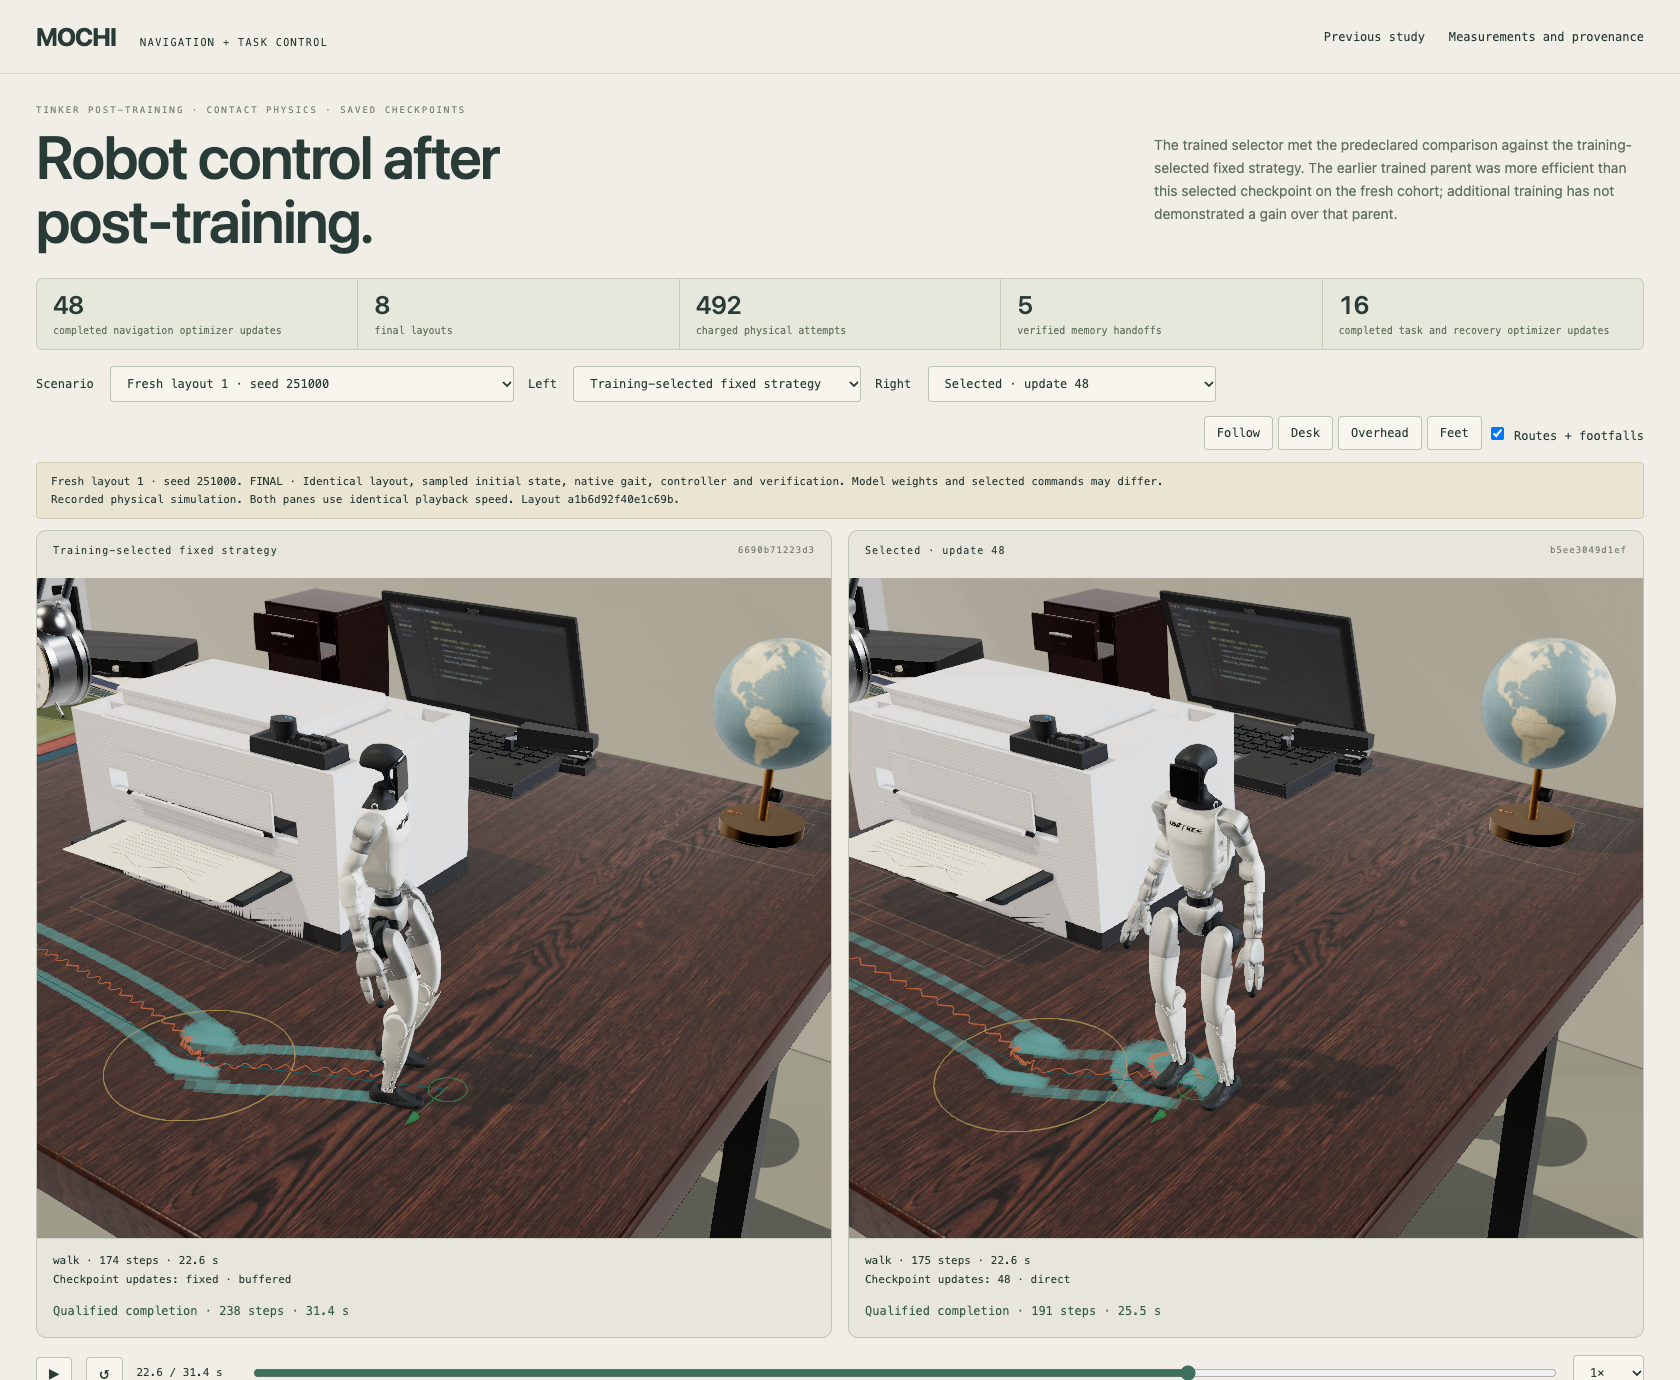 MOCHI NAVIGATION + TASK CONTROL
Previous study Measurements and provenance
TINKER POST-TRAINING · CONTACT PHYSICS · SAVED CHECKPOINTS
Robot control after
post-training.
The trained selector met the predeclared comparison against the training-
selected fixed strategy. The earlier trained parent was more efficient than
this selected checkpoint on the fresh cohort; additional training has not
demonstrated a gain over that parent.
48
completed navigation optimizer updates
8
final layouts
492
charged physical attempts
5
verified memory handoffs
16
completed task and recovery optimizer updates
Scenario Fresh layout 1 · seed 251000 Left Training-selected fixed strategy Right Selected · update 48
Follow Desk Overhead Feet Routes + footfalls
Fresh layout 1 · seed 251000. FINAL · Identical layout, sampled initial state, native gait, controller and verification. Model weights and selected commands may differ.
Recorded physical simulation. Both panes use identical playback speed. Layout a1b6d92f40e1c69b.
Training-selected fixed strategy 6690b71223d3
walk · 174 steps · 22.6 s
Checkpoint updates: fixed · buffered
Qualified completion · 238 steps · 31.4 s
Selected · update 48 b5ee3049d1ef
walk · 175 steps · 22.6 s
Checkpoint updates: 48 · direct
Qualified completion · 191 steps · 25.5 s
22.6 / 31.4 s 1×